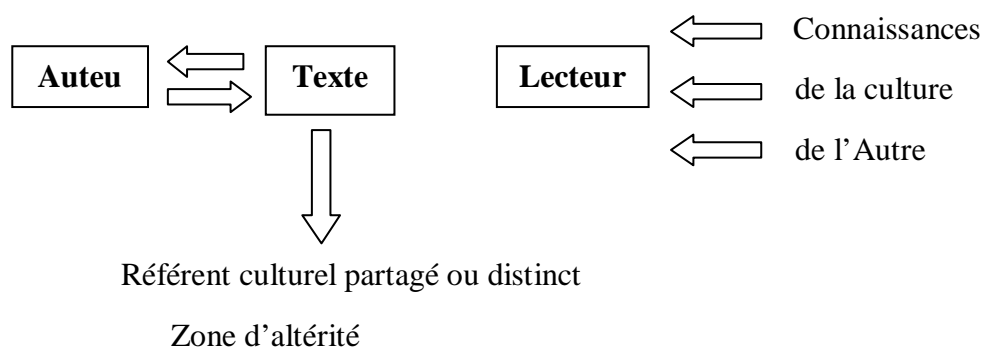 Connaissances
Auteu
Texte
Lecteur
de la culture
de l'Autre
Référent culturel partagé ou distinct
Zone d'altérité